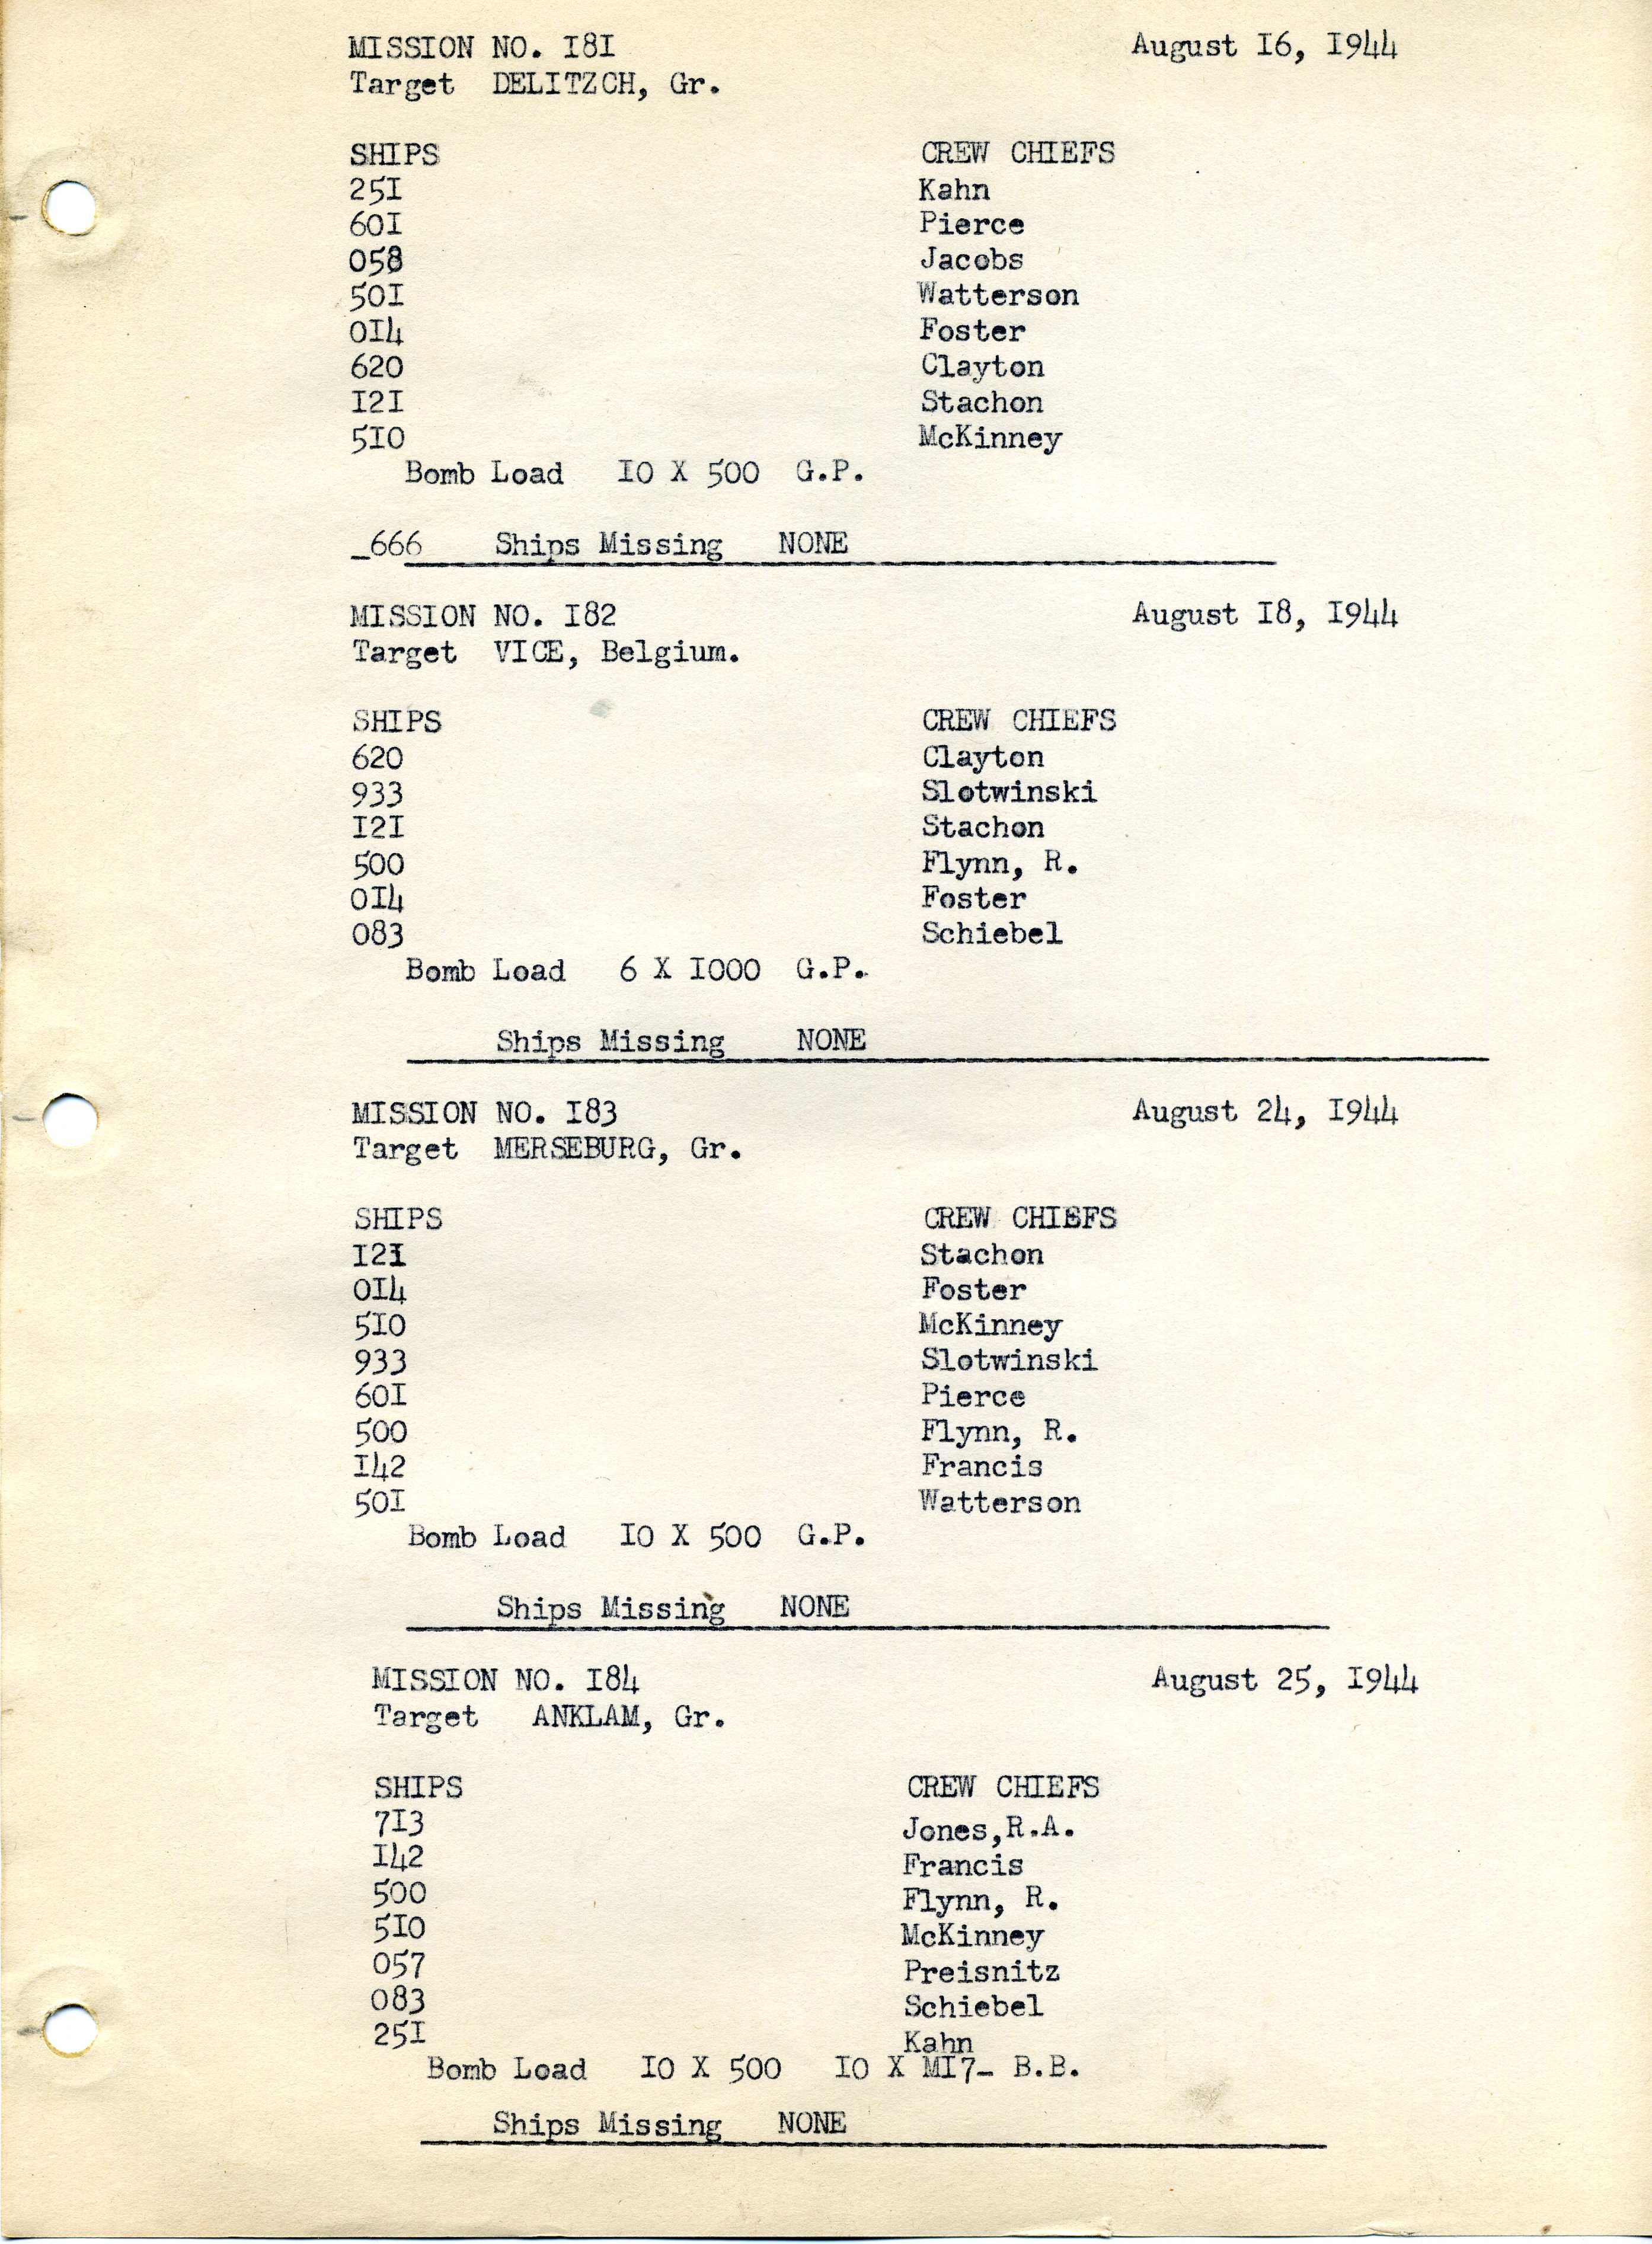 MISSION NO. I8I August I6, I944
Target DELITZCH, Gr.
SHIPS CREW CHIEFS
25I Kahn
60I Pierce
058 Jacobs
50I Watterson
0I4 Foster
620 Clayton
I2I Stachon
5I0 McKinney
Bomb Load I0 X 500 G.P.
_666 Ships Missing NONE
MISSION NO. I82 August I8, I944
Target VICE, Belgium.
SHIPS CREW CHIEFS
620 Clayton
933 Slotwinski
I2I Stachon
500 Flynn, R.
0I4 Foster
083 Schiebel
Bomb Load 6 X I000 G.P.
Ships Missing NONE
MISSION NO. I83 August 24, I944
Target MERSEBURG, Gr.
SHIPS CREW CHIEFS
I2I Stachon
0I4 Foster
5I0 McKinney
933 Slotwinski
60I Pierce
500 Flynn, R.
I42 Francis
50I Watterson
Bomb Load I0 X 500 G.P.
Ships Missing NONE
MISSION NO. I84 August 25, I944
Target ANKLAM, Gr.
SHIPS CREW CHIEFS
7I3 Jones,R.A.
I42 Francis
500 Flynn, R.
5I0 McKinney
057 Preisnitz
083 Schiebel
25I Kahn
Bomb Load I0 X 500 I0 X MI7- B.B.
Ships Missing NONE